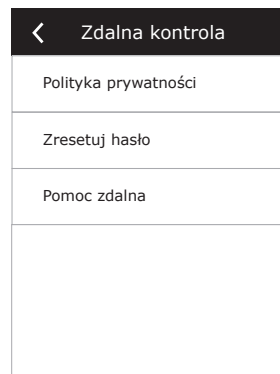 Zdalna kontrola
Polityka prywatności
Zresetuj hasło
Pomoc zdalna